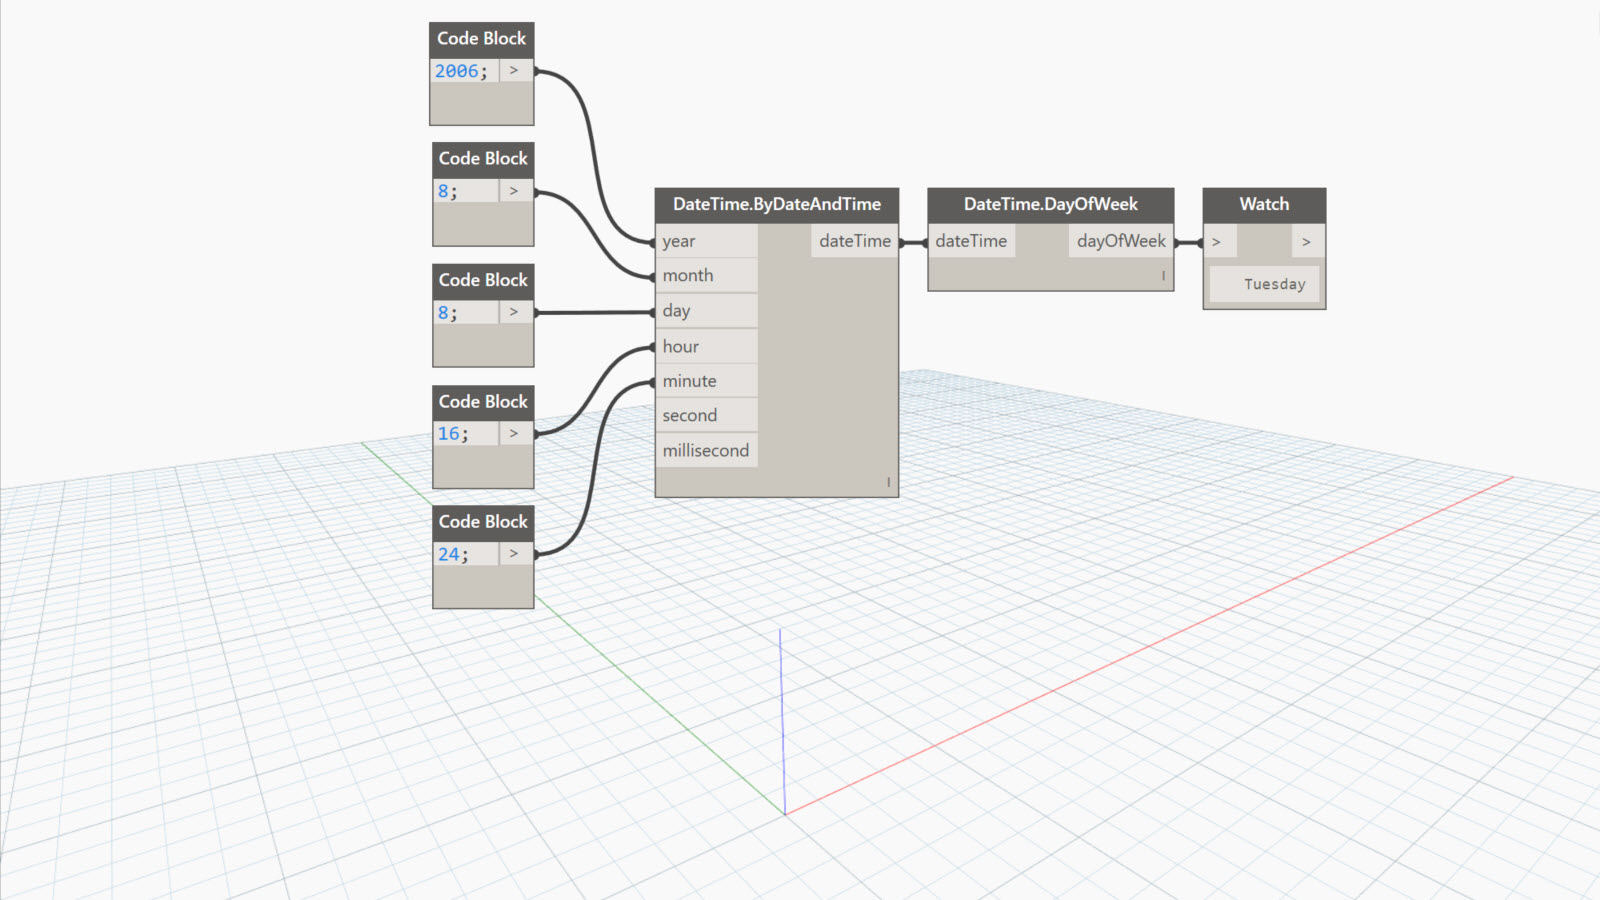 Code Block
2006; >
Code Block
8; >
Code Block
8; >
Code Block
16; >
Code Block
24; >
DateTime.ByDateAndTime
year dateTime
month
day
hour
minute
second
millisecond
DateTime.DayOfWeek
dateTime dayOfWeek
Watch
> >
Tuesday